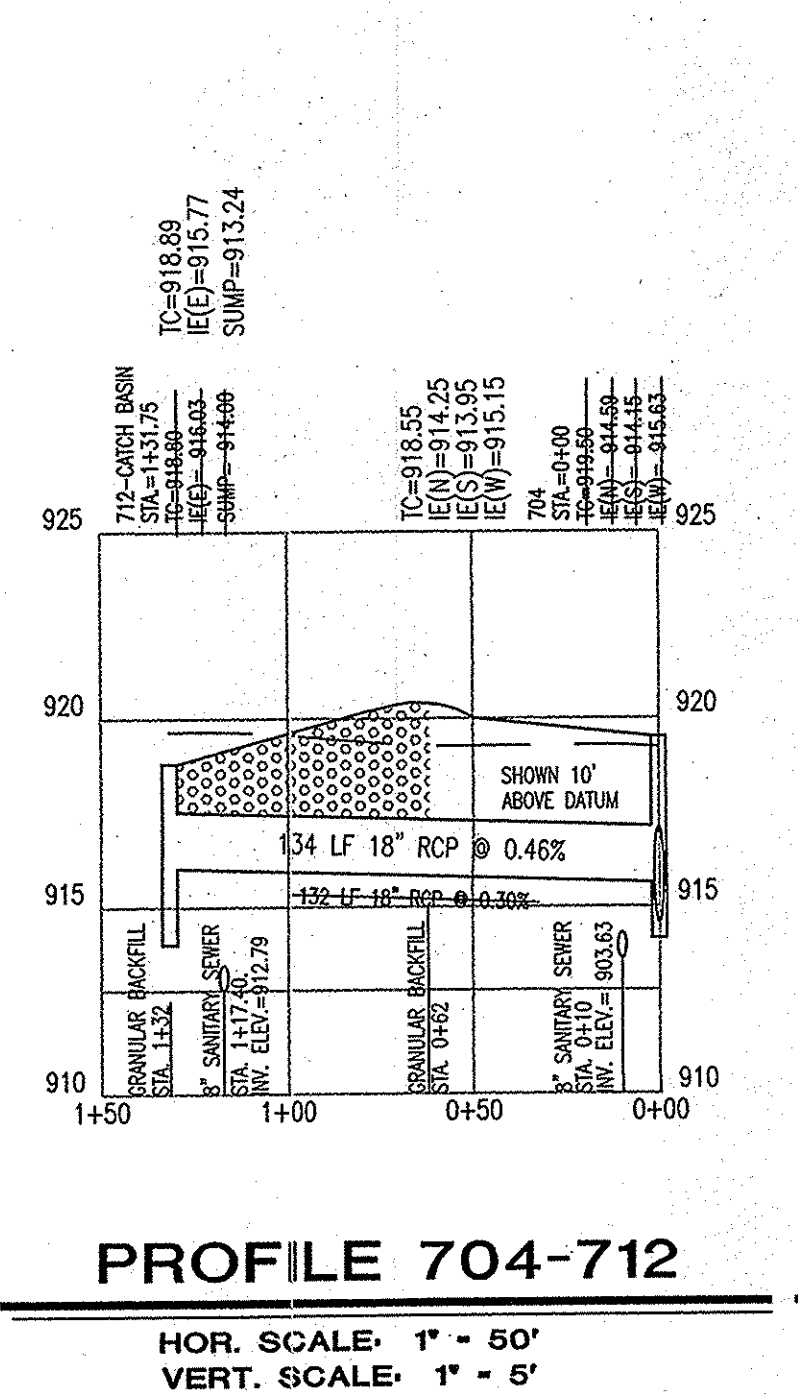 TC=918.89
IE(E)=915.77
SUMP=913.24
712-CATCH BASIN
STA.=1+31.75
TC=918.80
IE(E)= 916.03
SUMP= 914.00
TC=918.55
IE(N)=914.25
IE(S)=913.95
IE(W)=915.15
704
STA.=0+00
TC=919.50
IE(N)= 914.59
IE(S)= 914.15
IE(W)= 915.63
925
925
920
920
SHOWN 10'
ABOVE DATUM
134 LF 18" RCP @ 0.46%
915
132 LF 18" RCP @ 0.30%
915
GRANULAR BACKFILL
STA. 1+32
8" SANITARY SEWER
STA. 1+17.40
INV. ELEV.=912.79
GRANULAR BACKFILL
STA. 0+62
8" SANITARY SEWER
STA. 0+10
INV. ELEV.= 903.63
910
910
1+50
1+00
0+50
0+00
PROFILE 704-712
HOR. SCALE: 1" = 50'
VERT. SCALE: 1" = 5'